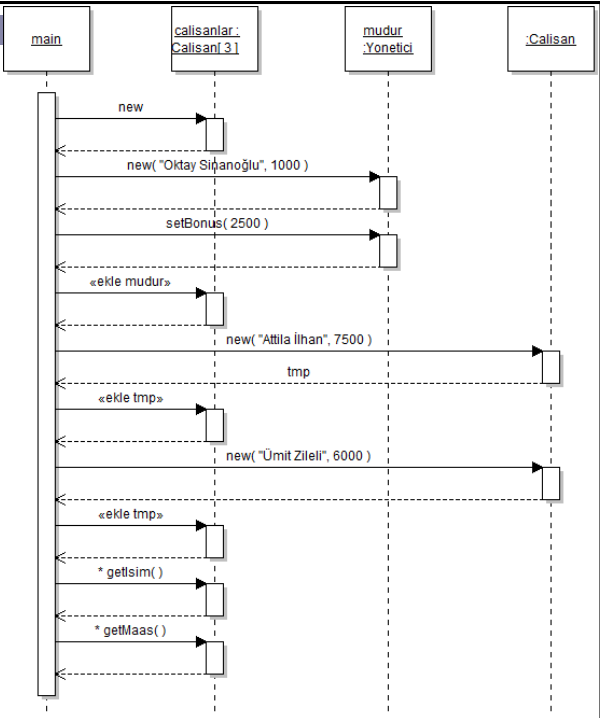 main
calisanlar :
Calisan[ 3 ]
mudur
:Yonetici
:Calisan
new
new( "Oktay Sinanoğlu", 1000 )
setBonus( 2500 )
«ekle mudur»
new( "Attila İlhan", 7500 )
tmp
«ekle tmp»
new( "Ümit Zileli", 6000 )
«ekle tmp»
* getIsim( )
* getMaas( )